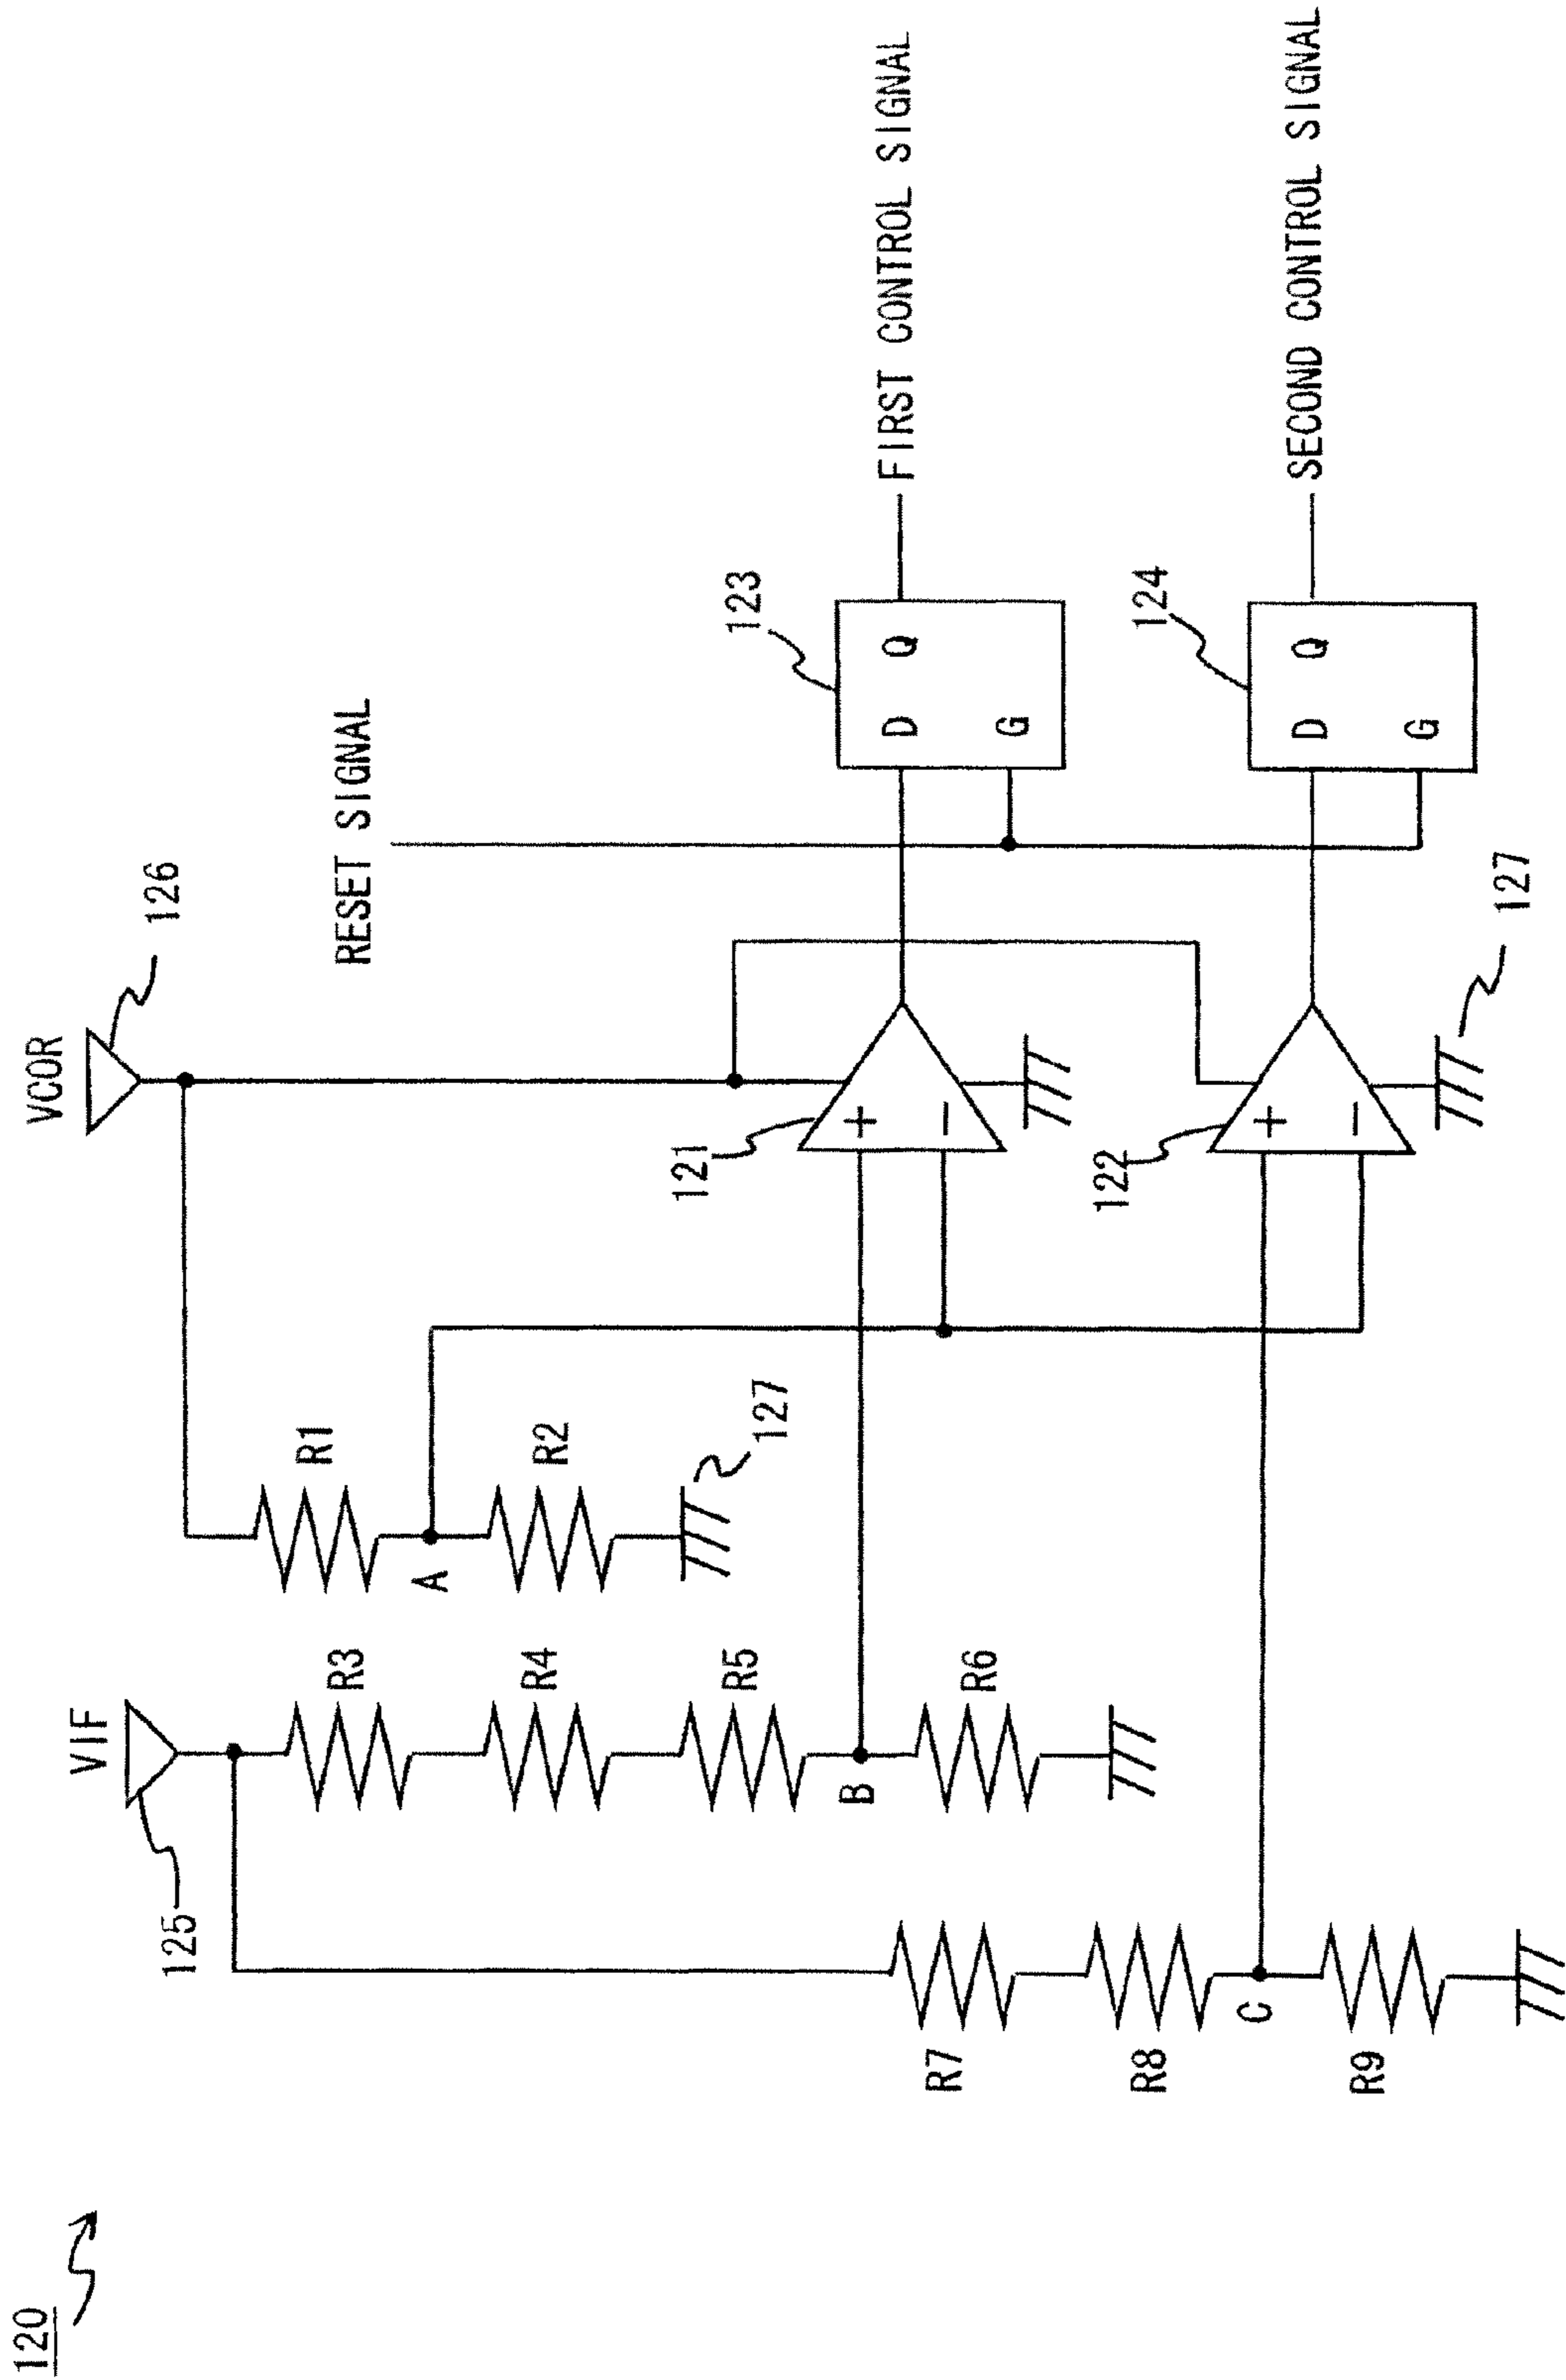 120
VCOR
126
RESET SIGNAL
VIF
125
R1
A
R2
127
R3
R4
R5
B
R6
R7
R8
C
R9
121
+
−
122
+
−
127
123
D Q
G
FIRST CONTROL SIGNAL
124
D Q
G
SECOND CONTROL SIGNAL